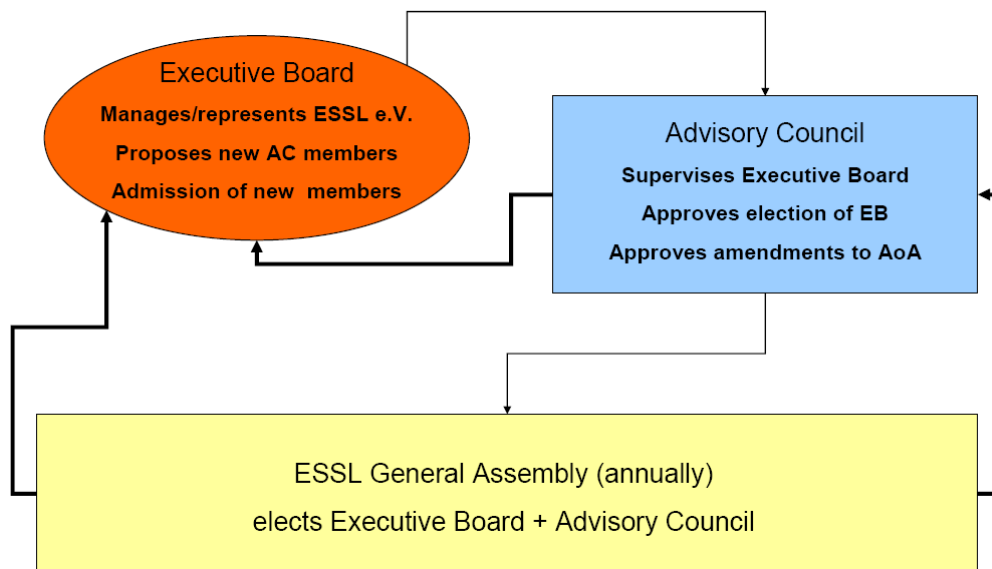 Executive Board
Manages/represents ESSL e.V.
Proposes new AC members
Admission of new members
Advisory Council
Supervises Executive Board
Approves election of EB
Approves amendments to AoA
ESSL General Assembly (annually)
elects Executive Board + Advisory Council